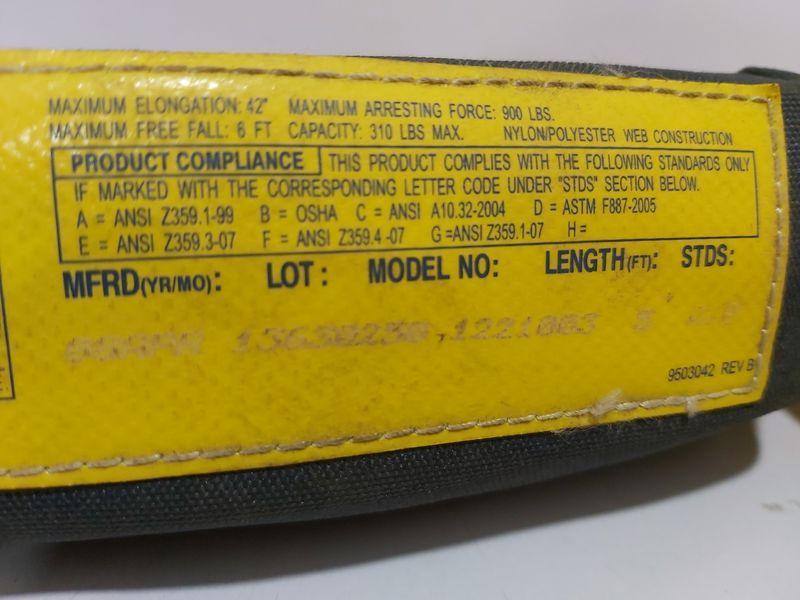 MAXIMUM ELONGATION: 42" MAXIMUM ARRESTING FORCE: 900 LBS.
MAXIMUM FREE FALL: 6 FT CAPACITY: 310 LBS MAX. NYLON/POLYESTER WEB CONSTRUCTION
PRODUCT COMPLIANCE THIS PRODUCT COMPLIES WITH THE FOLLOWING STANDARDS ONLY
IF MARKED WITH THE CORRESPONDING LETTER CODE UNDER "STDS" SECTION BELOW.
A = ANSI Z359.1-99 B = OSHA C = ANSI A10.32-2004 D = ASTM F887-2005
E = ANSI Z359.3-07 F = ANSI Z359.4-07 G =ANSI Z359.1-07 H =
MFRD(YR/MO): LOT: MODEL NO: LENGTH(FT): STDS:
13630250, 1221003
9503042 REV B